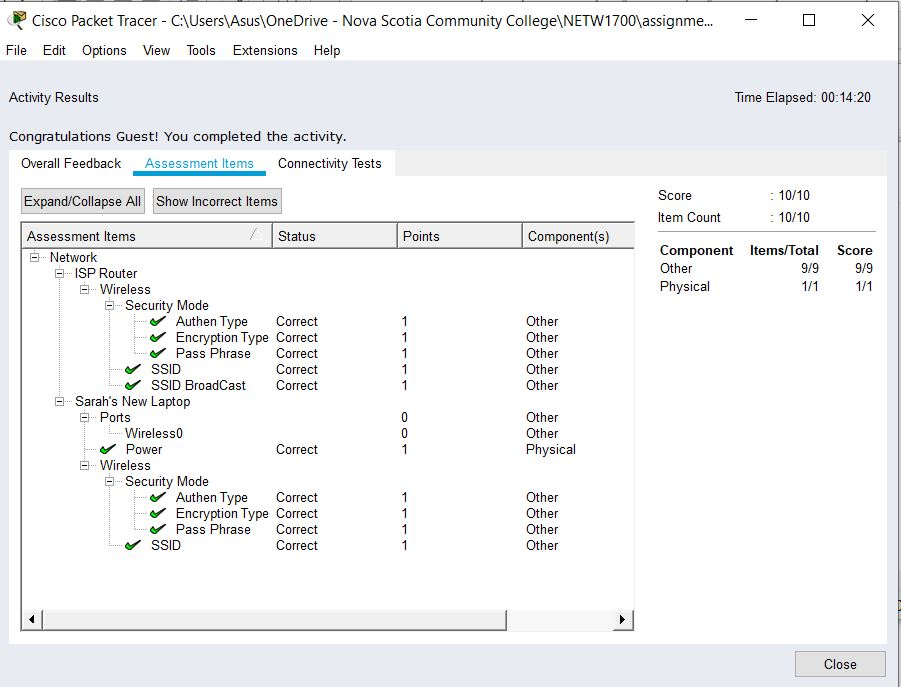 Cisco Packet Tracer - C:\Users\Asus\OneDrive - Nova Scotia Community College\NETW1700\assignme...
File Edit Options View Tools Extensions Help
Activity Results
Time Elapsed: 00:14:20
Congratulations Guest! You completed the activity.
Overall Feedback Assessment Items Connectivity Tests
Expand/Collapse All Show Incorrect Items
Assessment Items Status Points Component(s)
Network
ISP Router
Wireless
Security Mode
Authen Type Correct 1 Other
Encryption Type Correct 1 Other
Pass Phrase Correct 1 Other
SSID Correct 1 Other
SSID BroadCast Correct 1 Other
Sarah's New Laptop
Ports 0 Other
Wireless0 0 Other
Power Correct 1 Physical
Wireless
Security Mode
Authen Type Correct 1 Other
Encryption Type Correct 1 Other
Pass Phrase Correct 1 Other
SSID Correct 1 Other
Score : 10/10
Item Count : 10/10
Component Items/Total Score
Other 9/9 9/9
Physical 1/1 1/1
Close